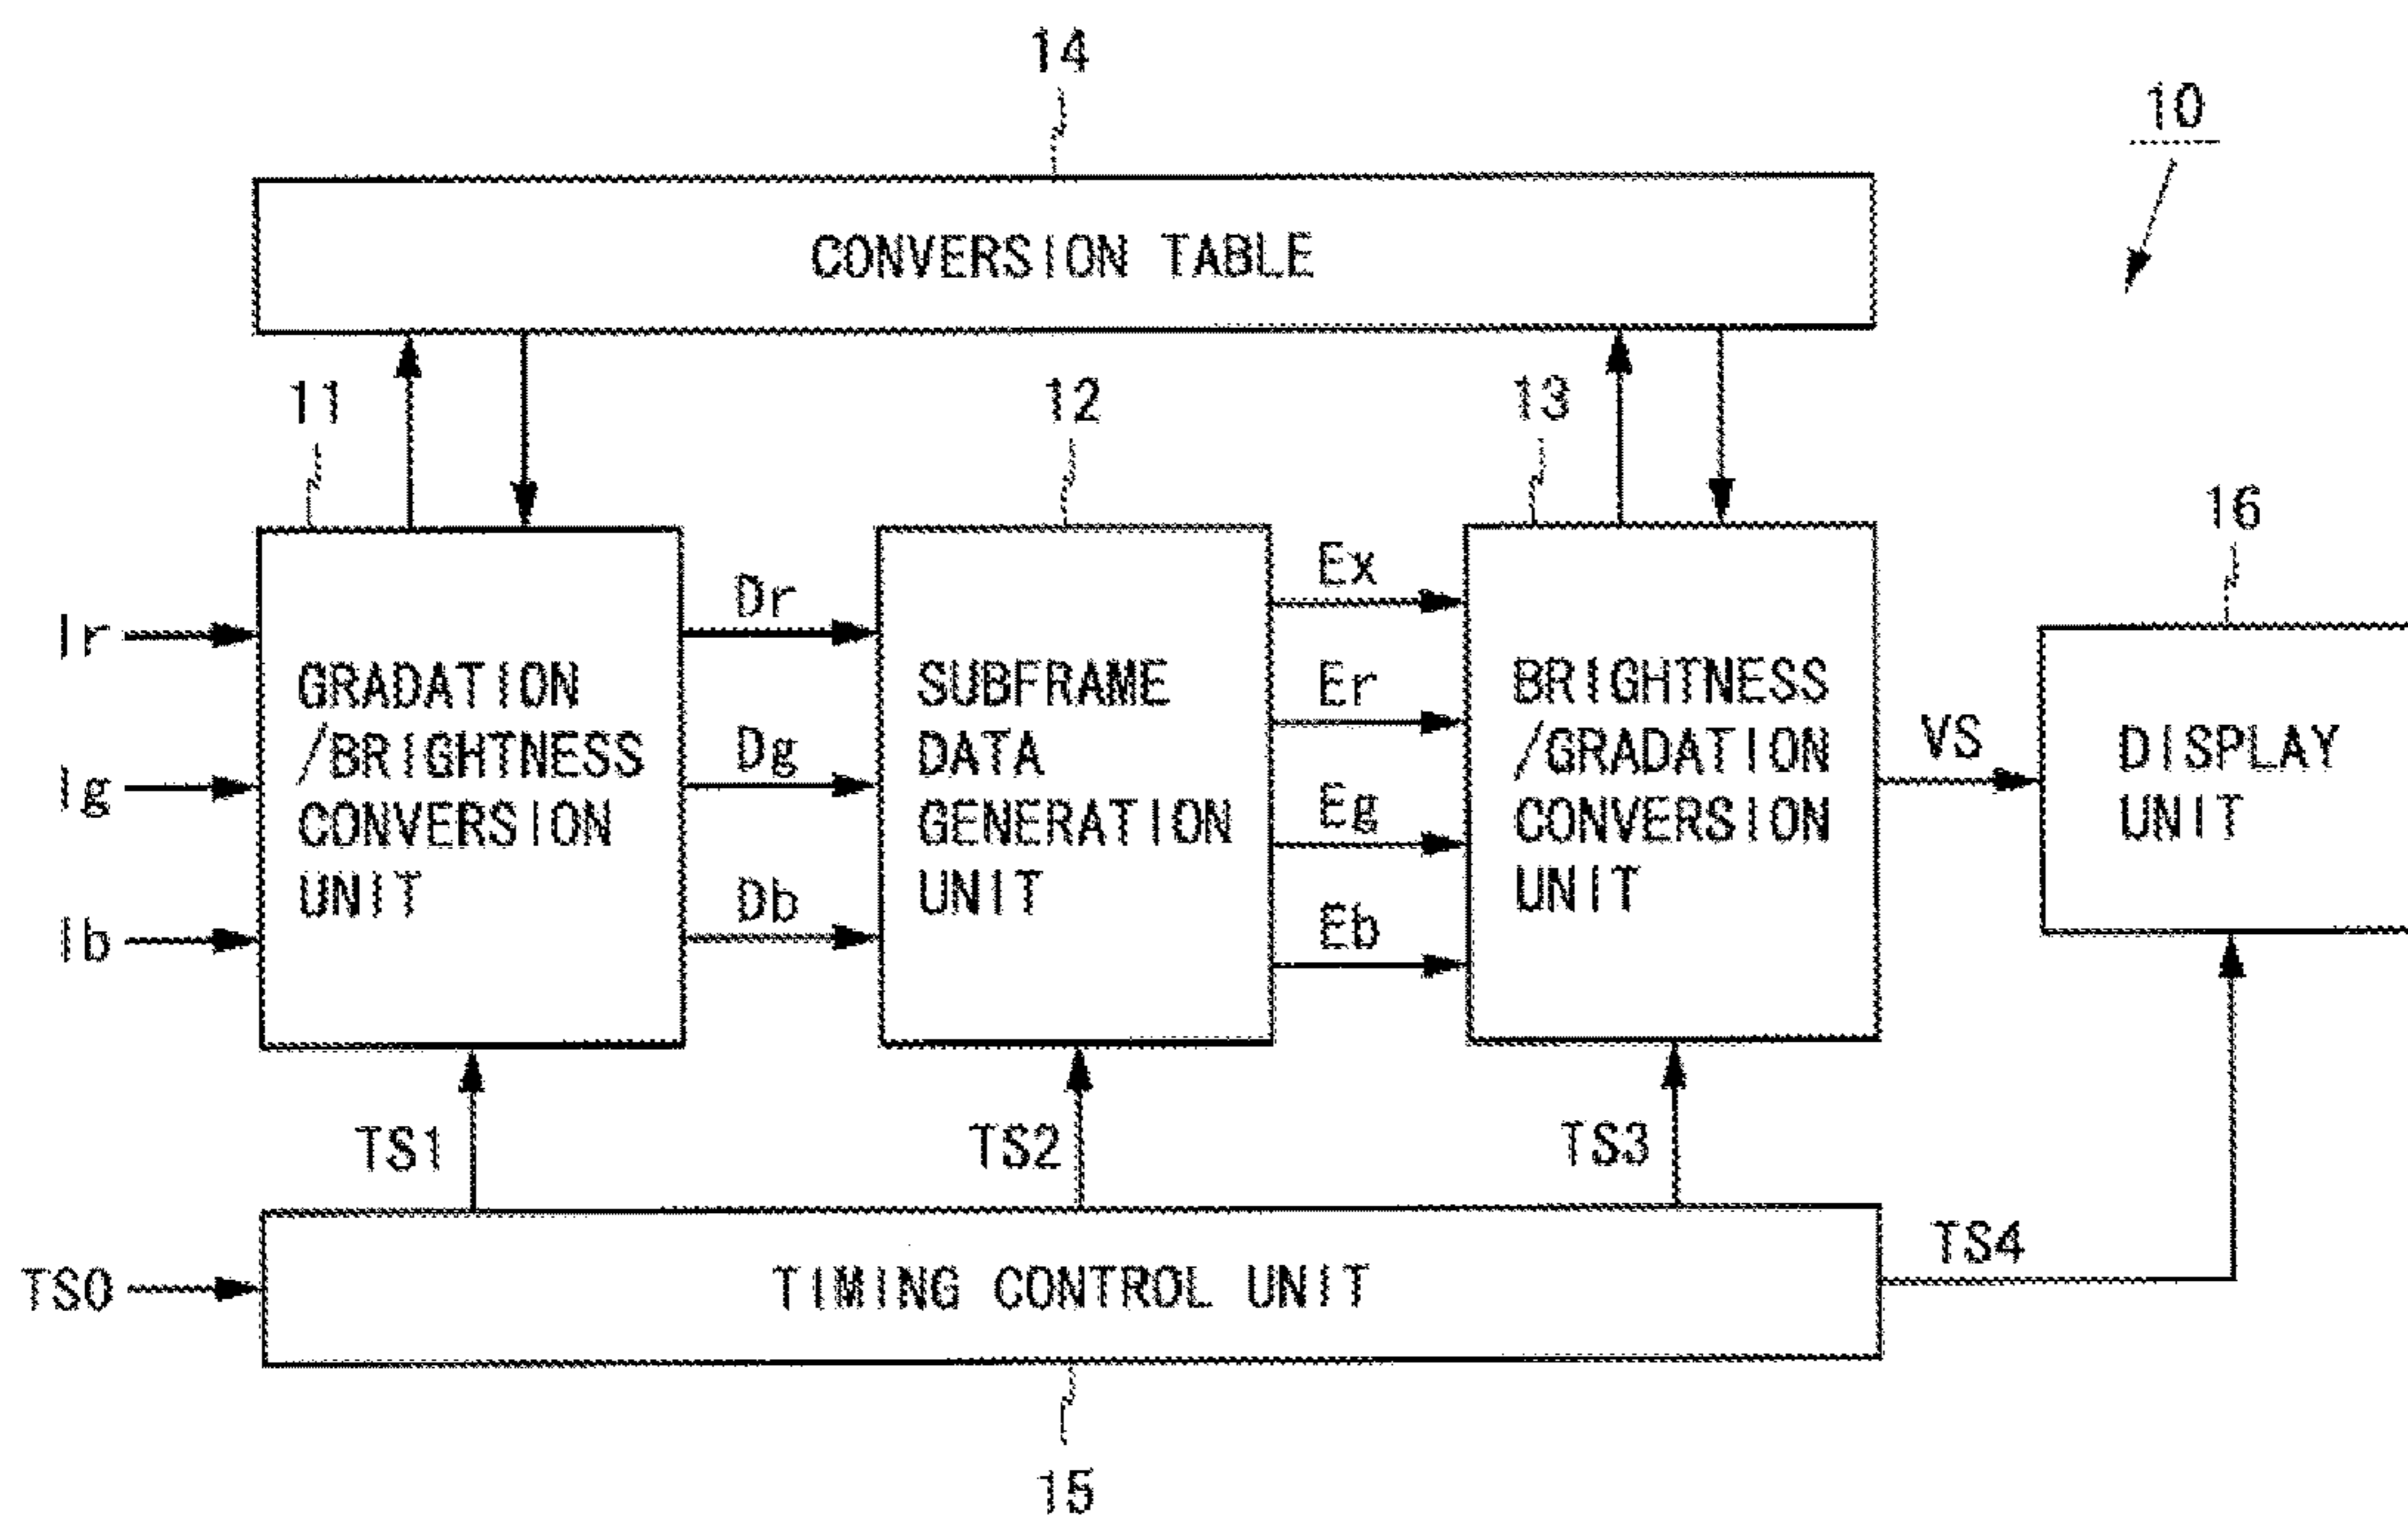 14
10
CONVERSION TABLE
11
12
13
16
Ir
Ig
Ib
GRADATION
/BRIGHTNESS
CONVERSION
UNIT
Dr
Dg
Db
SUBFRAME
DATA
GENERATION
UNIT
Ex
Er
Eg
Eb
BRIGHTNESS
/GRADATION
CONVERSION
UNIT
VS
DISPLAY
UNIT
TS1
TS2
TS3
TS4
TS0
TIMING CONTROL UNIT
15